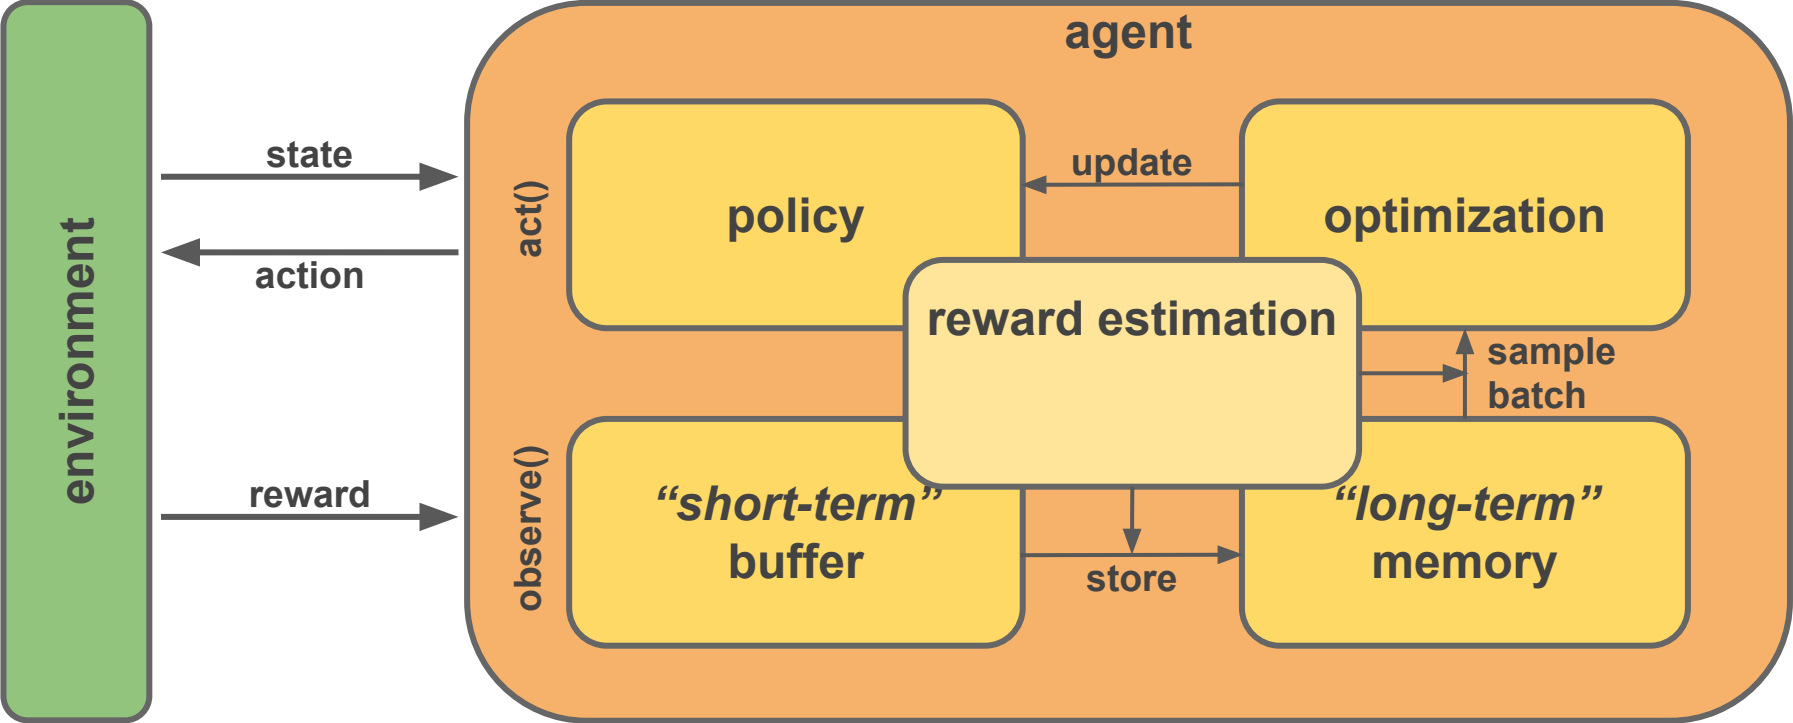 agent
environment
state
action
reward
act()
observe()
policy
update
optimization
reward estimation
sample
batch
“short-term”
buffer
store
“long-term”
memory